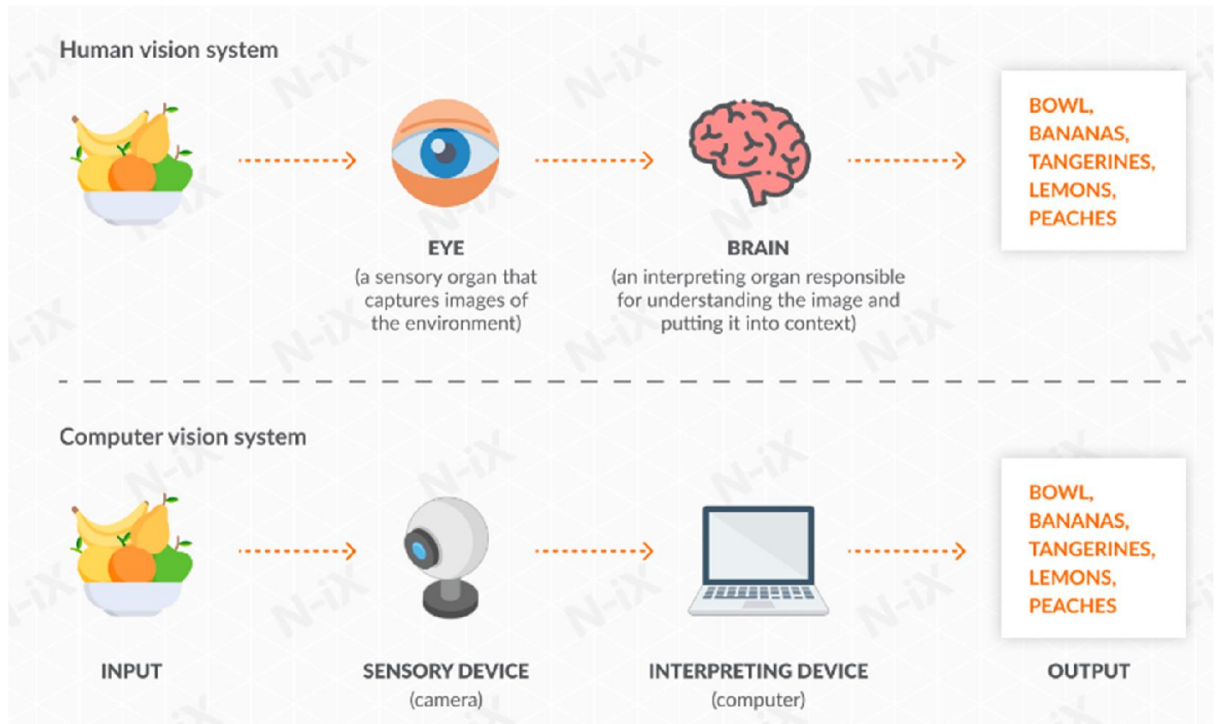 Human vision system
BOWL,
BANANAS,
TANGERINES,
LEMONS,
PEACHES
EYE
(a sensory organ that
captures images of
the environment)
BRAIN
(an interpreting organ responsible
for understanding the image and
putting it into context)
Computer vision system
BOWL,
BANANAS,
TANGERINES,
LEMONS,
PEACHES
INPUT
SENSORY DEVICE
(camera)
INTERPRETING DEVICE
(computer)
OUTPUT
N-iX